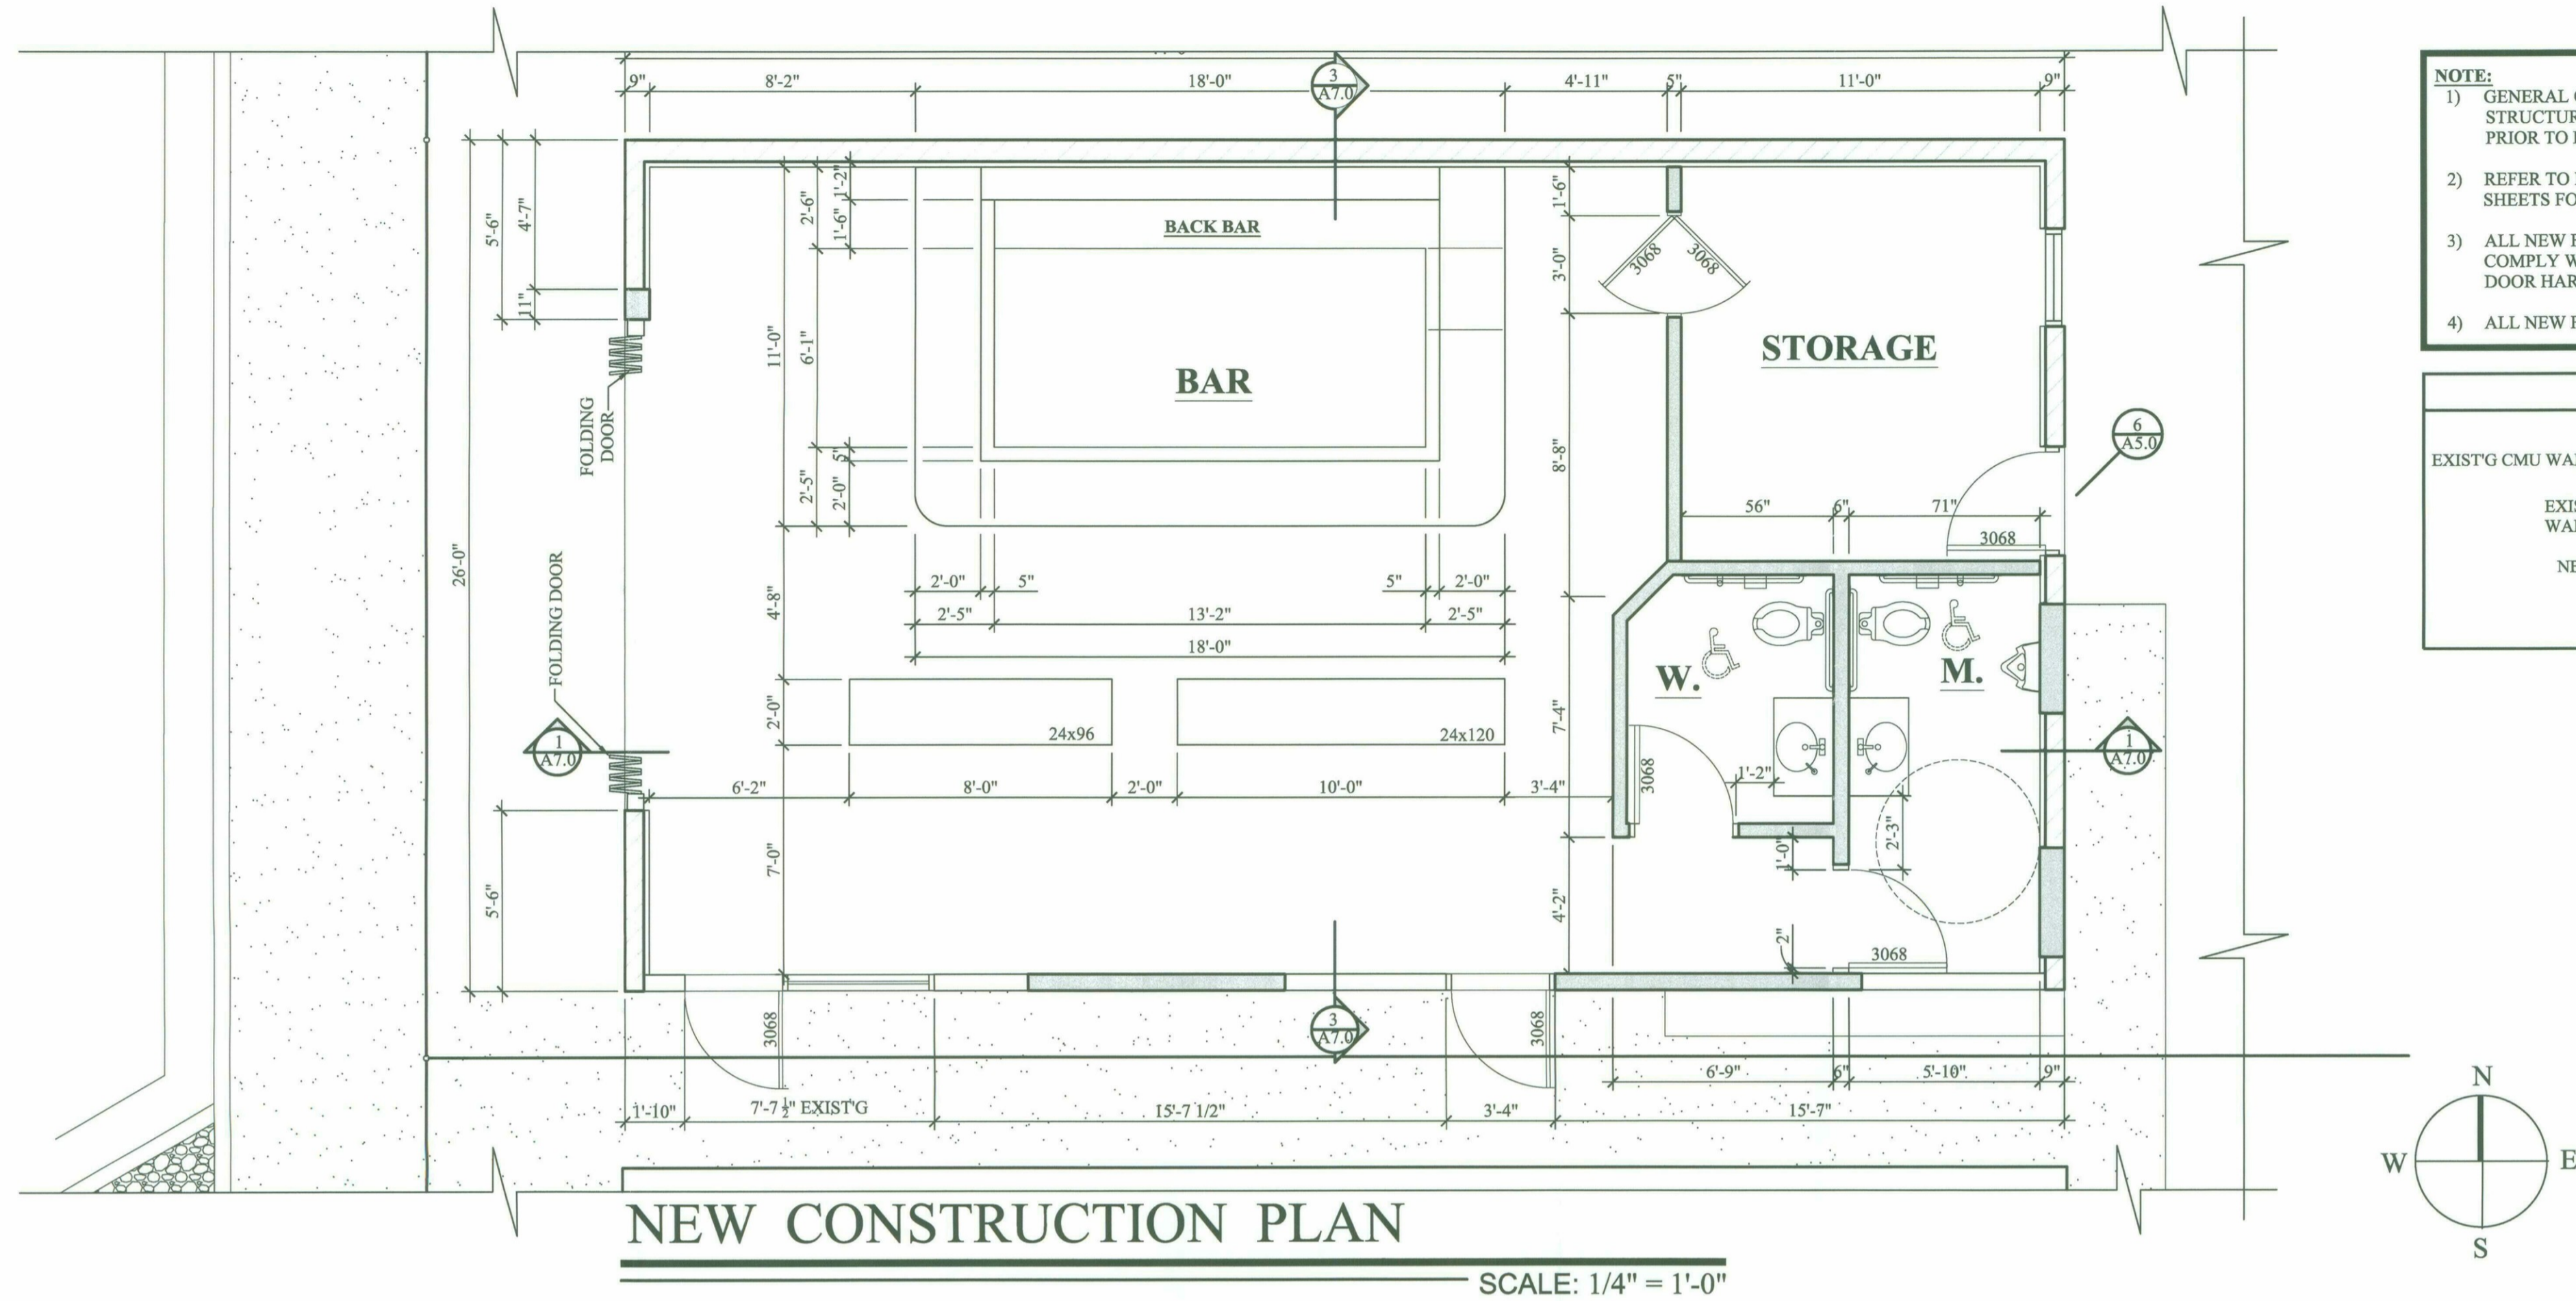 9"
8'-2"
18'-0"
3
A7.0
4'-11"
5"
11'-0"
9"
NOTE:
1) GENERAL
STRUCTUR
PRIOR TO
2) REFER TO
SHEETS FO
3) ALL NEW
COMPLY W
DOOR HAR
4) ALL NEW
EXIST'G CMU WA
EXIS
WA
NE
5'-6"
4'-7"
11"
26'-0"
5'-6"
FOLDING
DOOR
FOLDING DOOR
1
A7.0
11'-0"
4'-8"
2'-0"
7'-0"
2'-6"
6'-1"
2'-5"
1'-2"
1'-6"
5"
2'-0"
BACK BAR
BAR
1'-6"
3'-0"
8'-8"
7'-4"
4'-2"
3068
3068
STORAGE
6
A5.0
56"
6"
71"
3068
2'-0"
5"
5"
2'-0"
2'-5"
13'-2"
2'-5"
18'-0"
24x96
24x120
W.
M.
1
A7.0
6'-2"
8'-0"
2'-0"
10'-0"
3'-4"
3068
1'-2"
1'-0"
2'-3"
2"
3068
3068
3
A7.0
3068
6'-9"
6"
5'-10"
9"
1'-10"
7'-7 ½" EXIST'G
15'-7 1/2"
3'-4"
15'-7"
N
W
E
S
NEW CONSTRUCTION PLAN
SCALE: 1/4" = 1'-0"